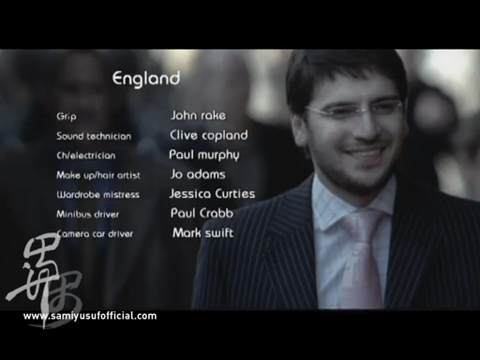 England
Grip John rake
Sound technician Clive copland
Ch/electrician Paul murphy
Make up/hair artist Jo adams
Wardrobe mistress Jessica Curties
Minibus driver Paul Crabb
Camera car driver Mark swift
www.samiyusufofficial.com